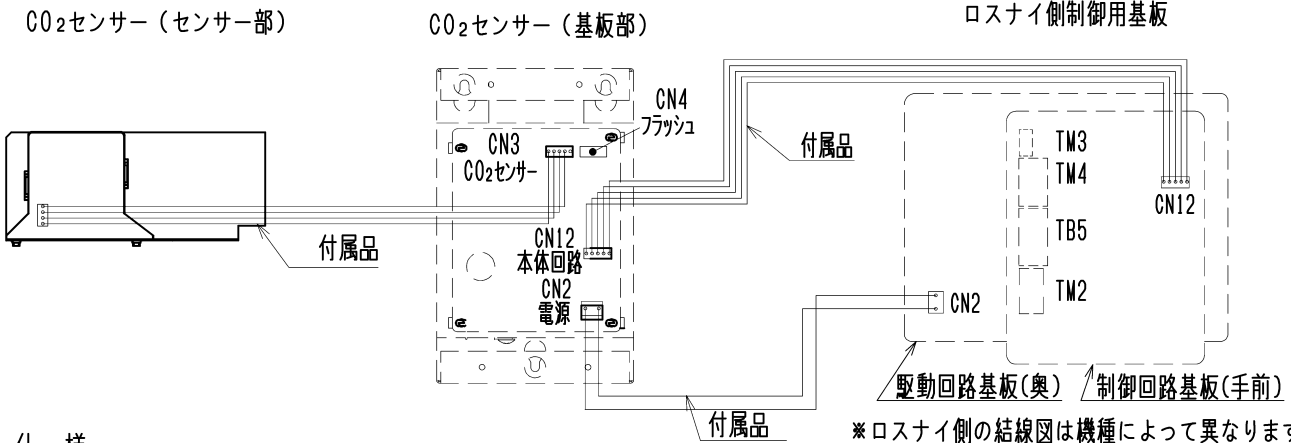 CO₂センサー（センサー部）
CO₂センサー（基板部）
ロスナイ側制御用基板
CN4
フラッシュ
CN3
CO₂センサー
付属品
TM3
TM4
CN12
TB5
付属品
CN12
本体回路
CN2
電源
TM2
CN2
駆動回路基板(奥)
制御回路基板(手前)
付属品
※ロスナイ側の結線図は機種によって異なります
仕 様